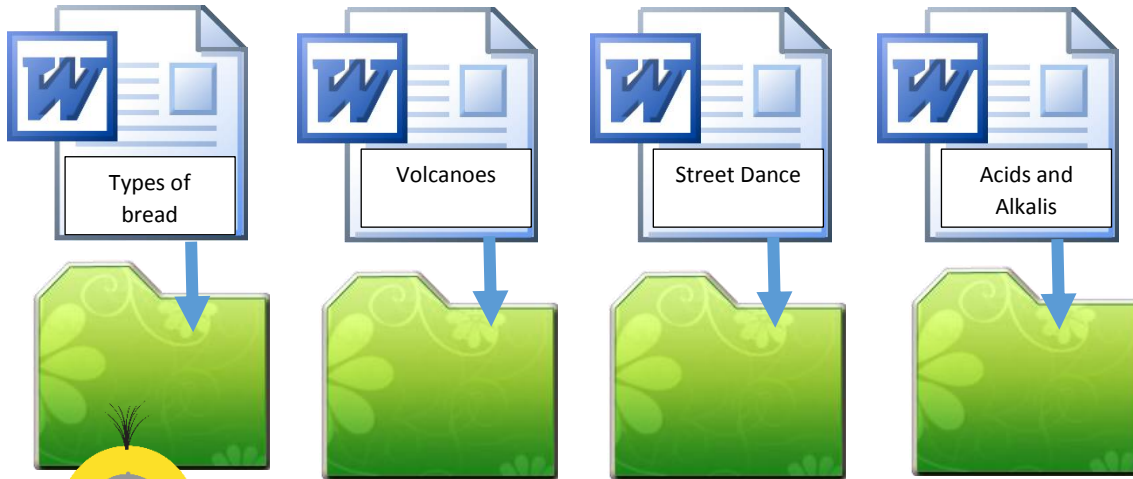 W
Types of
bread
W
Volcanoes
W
Street Dance
W
Acids and
Alkalis